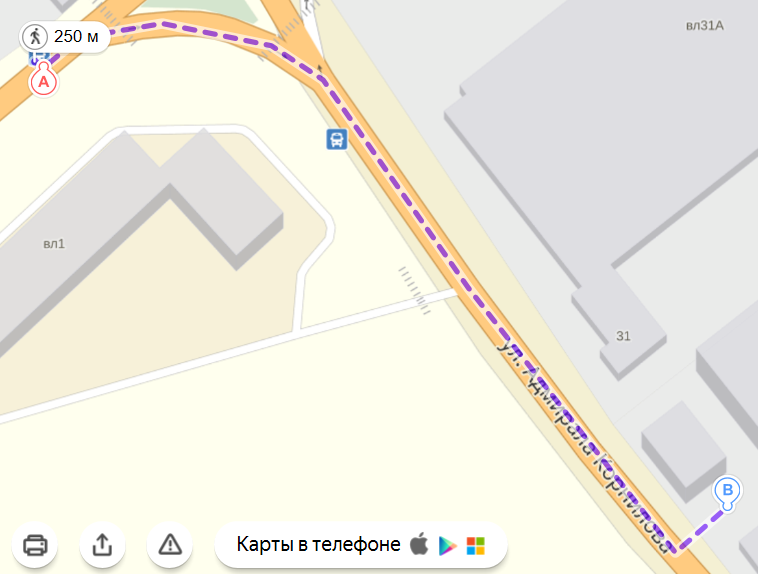 вл31А
250 м
A
вл1
31
ул. Адмирала Корнилова
B
Карты в телефоне